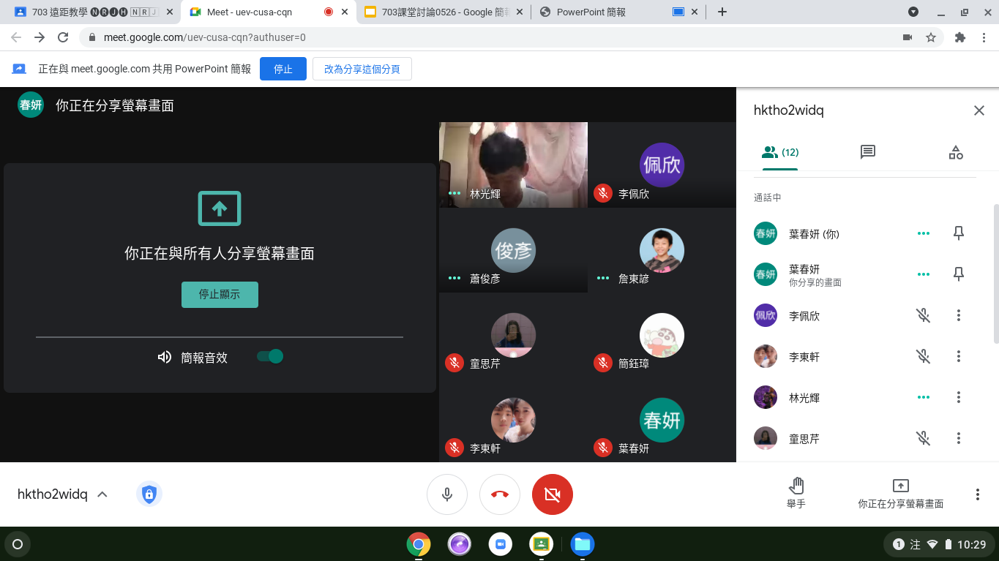 703 遠距教學 🅝🅡🅙🅗 🄽🅁🄹
Meet - uev-cusa-cqn
703課堂討論0526 - Google 簡報
PowerPoint 簡報
meet.google.com/uev-cusa-cqn?authuser=0
正在與 meet.google.com 共用 PowerPoint 簡報
停止
改為分享這個分頁
春妍
你正在分享螢幕畫面
你正在與所有人分享螢幕畫面
停止顯示
簡報音效
林光輝
佩欣
李佩欣
俊彥
蕭俊彥
詹東諺
童思芹
簡鈺璋
李東軒
春妍
葉春妍
hktho2widq
(12)
通話中
春妍
葉春妍 (你)
春妍
葉春妍
你分享的畫面
佩欣
李佩欣
李東軒
林光輝
童思芹
hktho2widq
舉手
你正在分享螢幕畫面
1
注
10:29